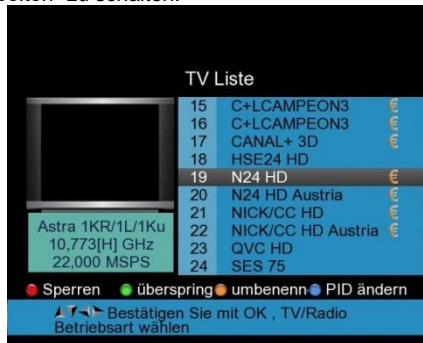 TV Liste
15 C+LCAMPEON3 €
16 C+LCAMPEON3 €
17 CANAL+ 3D €
18 HSE24 HD
19 N24 HD €
20 N24 HD Austria €
21 NICK/CC HD €
22 NICK/CC HD Austria €
23 QVC HD
24 SES 75
Astra 1KR/1L/1Ku
10,773[H] GHz
22,000 MSPS
Sperren überspring umbenenn PID ändern
Bestätigen Sie mit OK , TV/Radio
Betriebsart wählen